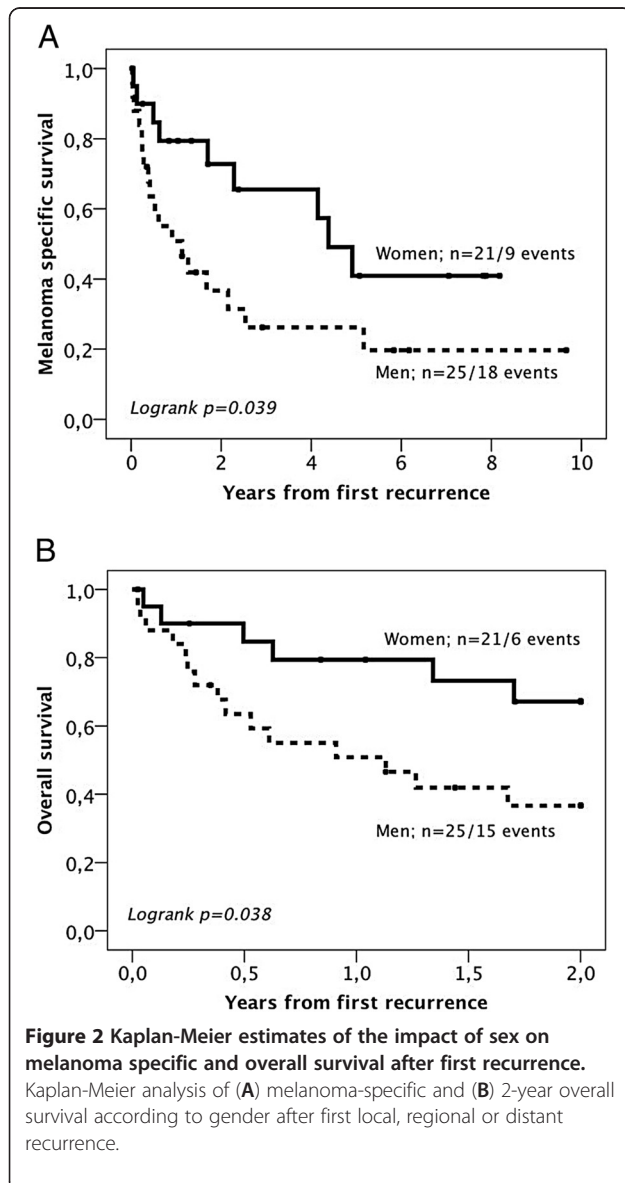 A
1,0
0,8
0,6
0,4
0,2
0,0
Melanoma specific survival
Women; n=21/9 events
Men; n=25/18 events
Logrank p=0.039
0 2 4 6 8 10
Years from first recurrence
B
1,0
0,8
0,6
0,4
0,2
0,0
Overall survival
Women; n=21/6 events
Men; n=25/15 events
Logrank p=0.038
0,0 0,5 1,0 1,5 2,0
Years from first recurrence
Figure 2 Kaplan-Meier estimates of the impact of sex on
melanoma specific and overall survival after first recurrence.
Kaplan-Meier analysis of (A) melanoma-specific and (B) 2-year overall
survival according to gender after first local, regional or distant
recurrence.